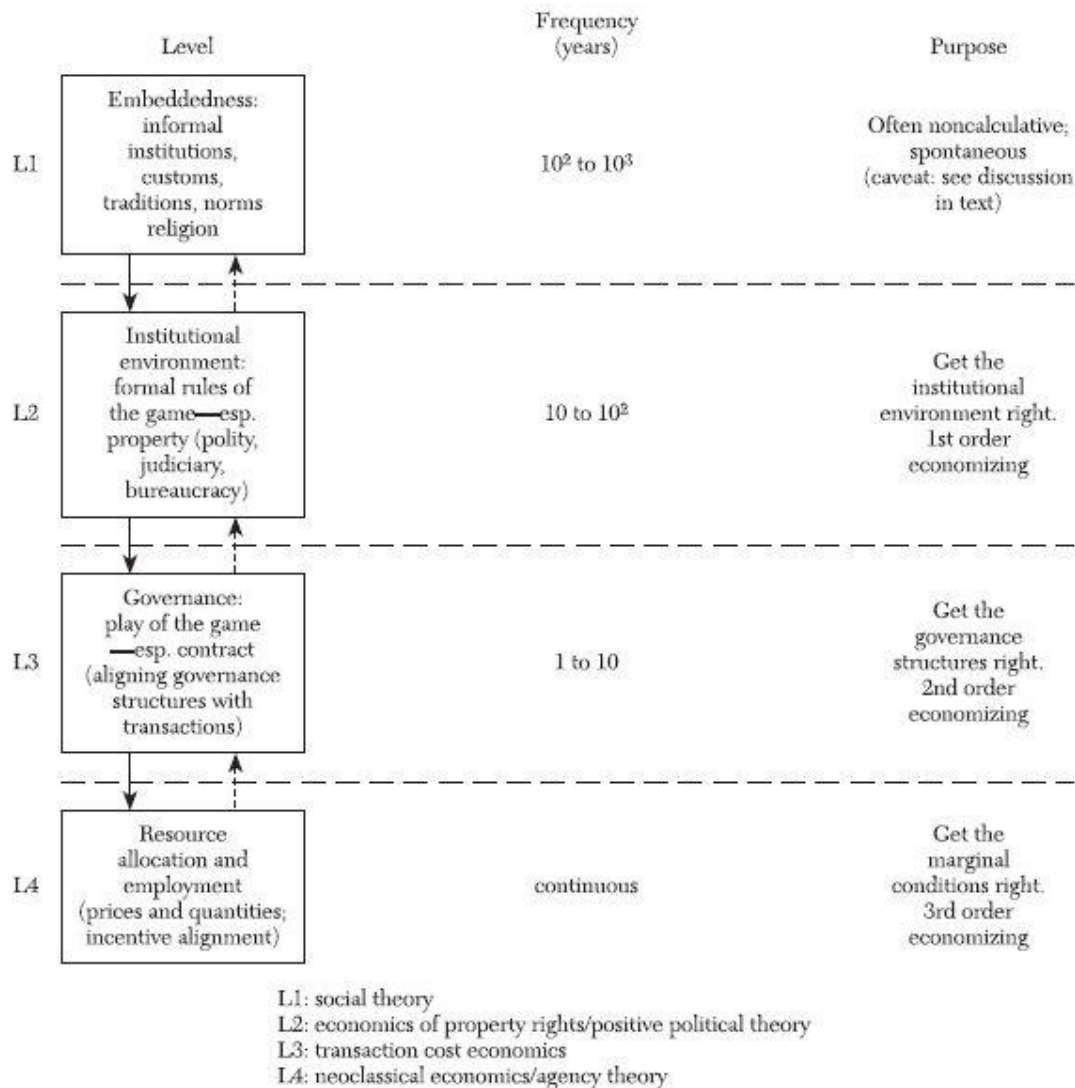 Level
Frequency
(years)
Purpose
L1
Embeddedness:
informal
institutions,
customs,
traditions, norms
religion
10² to 10³
Often noncalculative;
spontaneous
(caveat: see discussion
in text)
L2
Institutional
environment:
formal rules of
the game—esp.
property (polity,
judiciary,
bureaucracy)
10 to 10²
Get the
institutional
environment right.
1st order
economizing
L3
Governance:
play of the game
—esp. contract
(aligning governance
structures with
transactions)
1 to 10
Get the
governance
structures right.
2nd order
economizing
L4
Resource
allocation and
employment
(prices and quantities;
incentive alignment)
continuous
Get the
marginal
conditions right.
3rd order
economizing
L1: social theory
L2: economics of property rights/positive political theory
L3: transaction cost economics
L4: neoclassical economics/agency theory